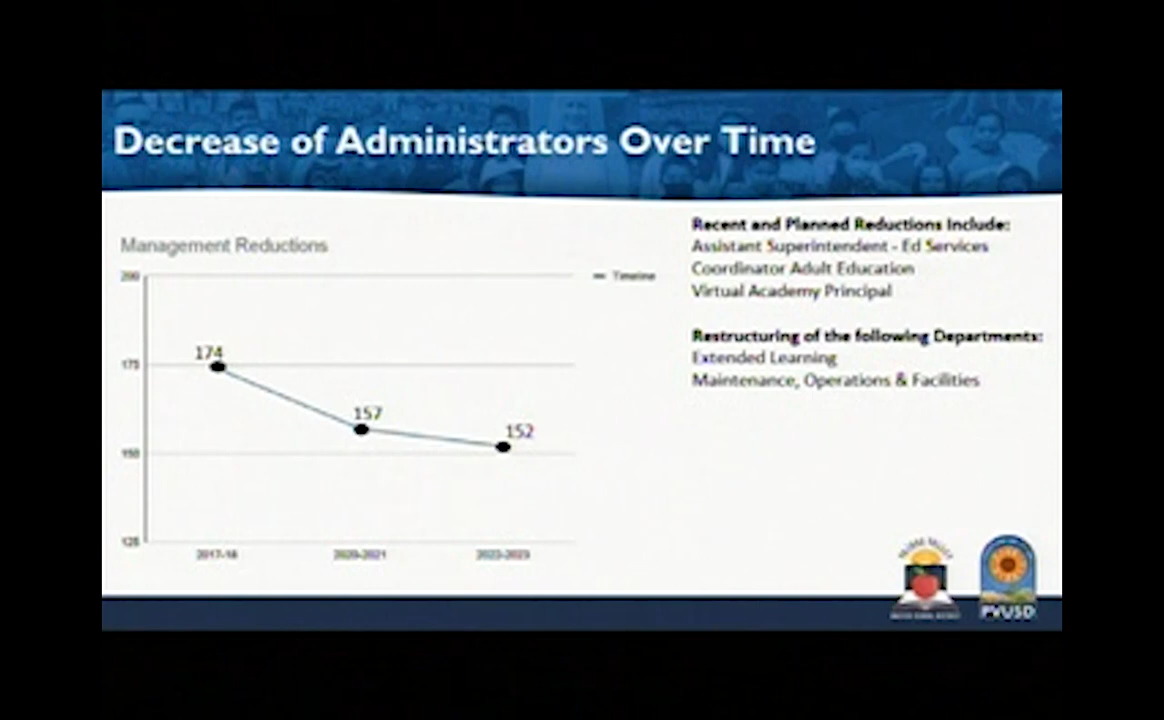 Decrease of Administrators Over Time
Management Reductions
200
175
150
125
174
157
152
2017-18
2020-2021
2022-2023
Timeline
Recent and Planned Reductions Include:
Assistant Superintendent - Ed Services
Coordinator Adult Education
Virtual Academy Principal
Restructuring of the following Departments:
Extended Learning
Maintenance, Operations & Facilities
PVUSD